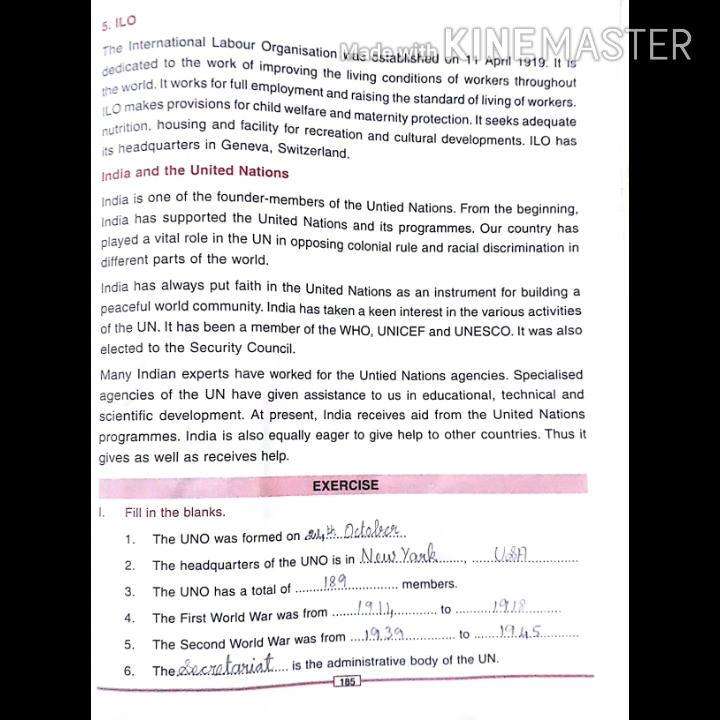 Made with KINEMASTER
5. ILO
The International Labour Organisation was established on 11 April 1919. It is
dedicated to the work of improving the living conditions of workers throughout
the world. It works for full employment and raising the standard of living of workers.
ILO makes provisions for child welfare and maternity protection. It seeks adequate
nutrition, housing and facility for recreation and cultural developments. ILO has
its headquarters in Geneva, Switzerland.
India and the United Nations
India is one of the founder-members of the Untied Nations. From the beginning,
India has supported the United Nations and its programmes. Our country has
played a vital role in the UN in opposing colonial rule and racial discrimination in
different parts of the world.
India has always put faith in the United Nations as an instrument for building a
peaceful world community. India has taken a keen interest in the various activities
of the UN. It has been a member of the WHO, UNICEF and UNESCO. It was also
elected to the Security Council.
Many Indian experts have worked for the Untied Nations agencies. Specialised
agencies of the UN have given assistance to us in educational, technical and
scientific development. At present, India receives aid from the United Nations
programmes. India is also equally eager to give help to other countries. Thus it
gives as well as receives help.
EXERCISE
I. Fill in the blanks.
1. The UNO was formed on 24th October
2. The headquarters of the UNO is in New York, USA
3. The UNO has a total of 189 members.
4. The First World War was from 1914 to 1918
5. The Second World War was from 1939 to 1945
6. The Secretariat is the administrative body of the UN.
185